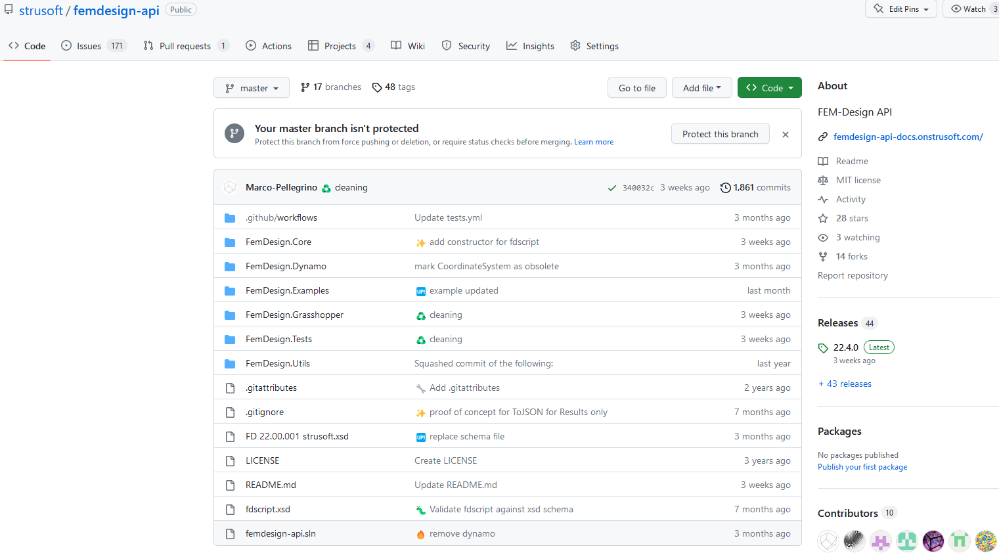 strusoft / femdesign-api Public
Edit Pins Watch 3
Code Issues 171 Pull requests 1 Actions Projects 4 Wiki Security Insights Settings
master 17 branches 48 tags Go to file Add file Code
Your master branch isn't protected
Protect this branch from force pushing or deletion, or require status checks before merging. Learn more
Protect this branch
Marco-Pellegrino cleaning 340032c 3 weeks ago 1,861 commits
.github/workflows Update tests.yml 3 months ago
FemDesign.Core add constructor for fdscript 3 weeks ago
FemDesign.Dynamo mark CoordinateSystem as obsolete 3 months ago
FemDesign.Examples UP! example updated last month
FemDesign.Grasshopper cleaning 3 weeks ago
FemDesign.Tests cleaning 3 weeks ago
FemDesign.Utils Squashed commit of the following: last year
.gitattributes Add .gitattributes 2 years ago
.gitignore proof of concept for ToJSON for Results only 7 months ago
FD 22.00.001 strusoft.xsd UP! replace schema file 3 months ago
LICENSE Create LICENSE 3 years ago
README.md Update README.md 3 weeks ago
fdscript.xsd Validate fdscript against xsd schema 7 months ago
femdesign-api.sln remove dynamo 3 months ago
About
FEM-Design API
femdesign-api-docs.onstrusoft.com/
Readme
MIT license
Activity
28 stars
3 watching
14 forks
Report repository
Releases 44
22.4.0 Latest
3 weeks ago
+ 43 releases
Packages
No packages published
Publish your first package
Contributors 10